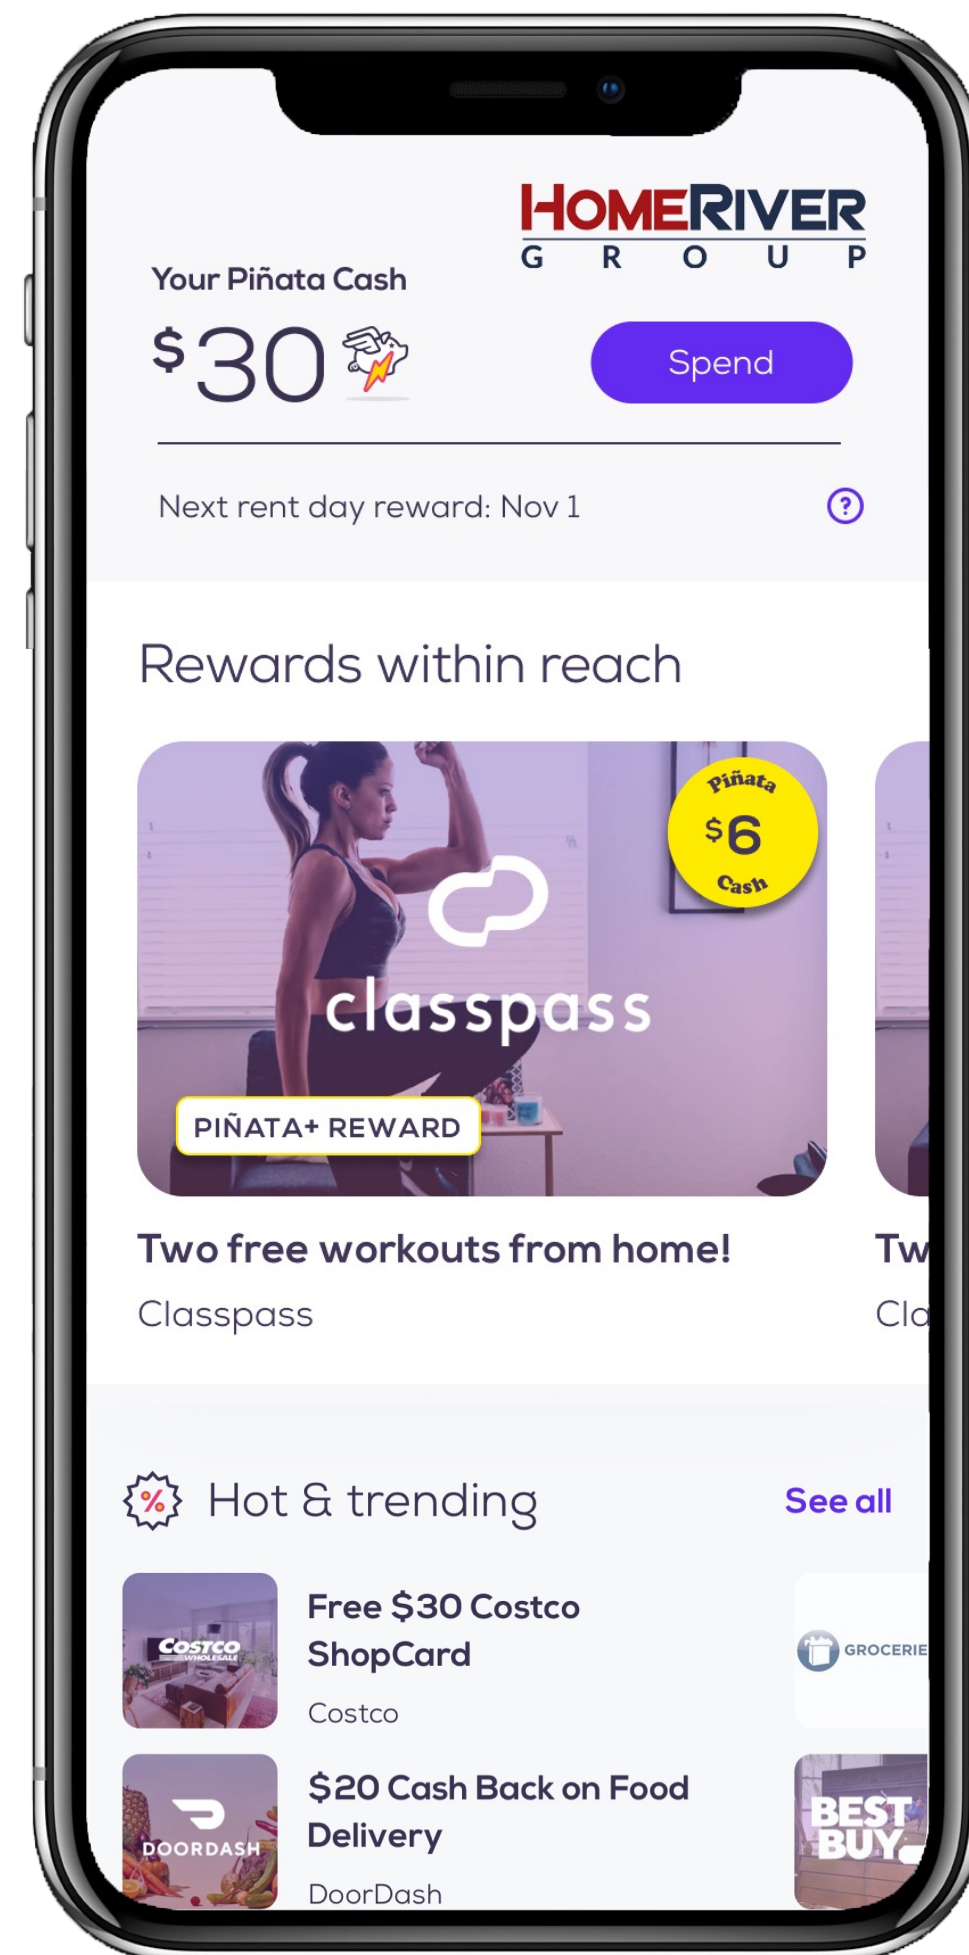 HOMERIVER
GROUP
Your Piñata Cash
$30
Spend
Next rent day reward: Nov 1
?
Rewards within reach
Piñata
$6
Cash
classpass
PIÑATA+ REWARD
Two free workouts from home!
Tw
Classpass
Cla
% Hot & trending
See all
Free $30 Costco
ShopCard
Costco
COSTCO
WHOLESALE
GROCERIE
$20 Cash Back on Food
Delivery
DoorDash
DOORDASH
BEST
BUY